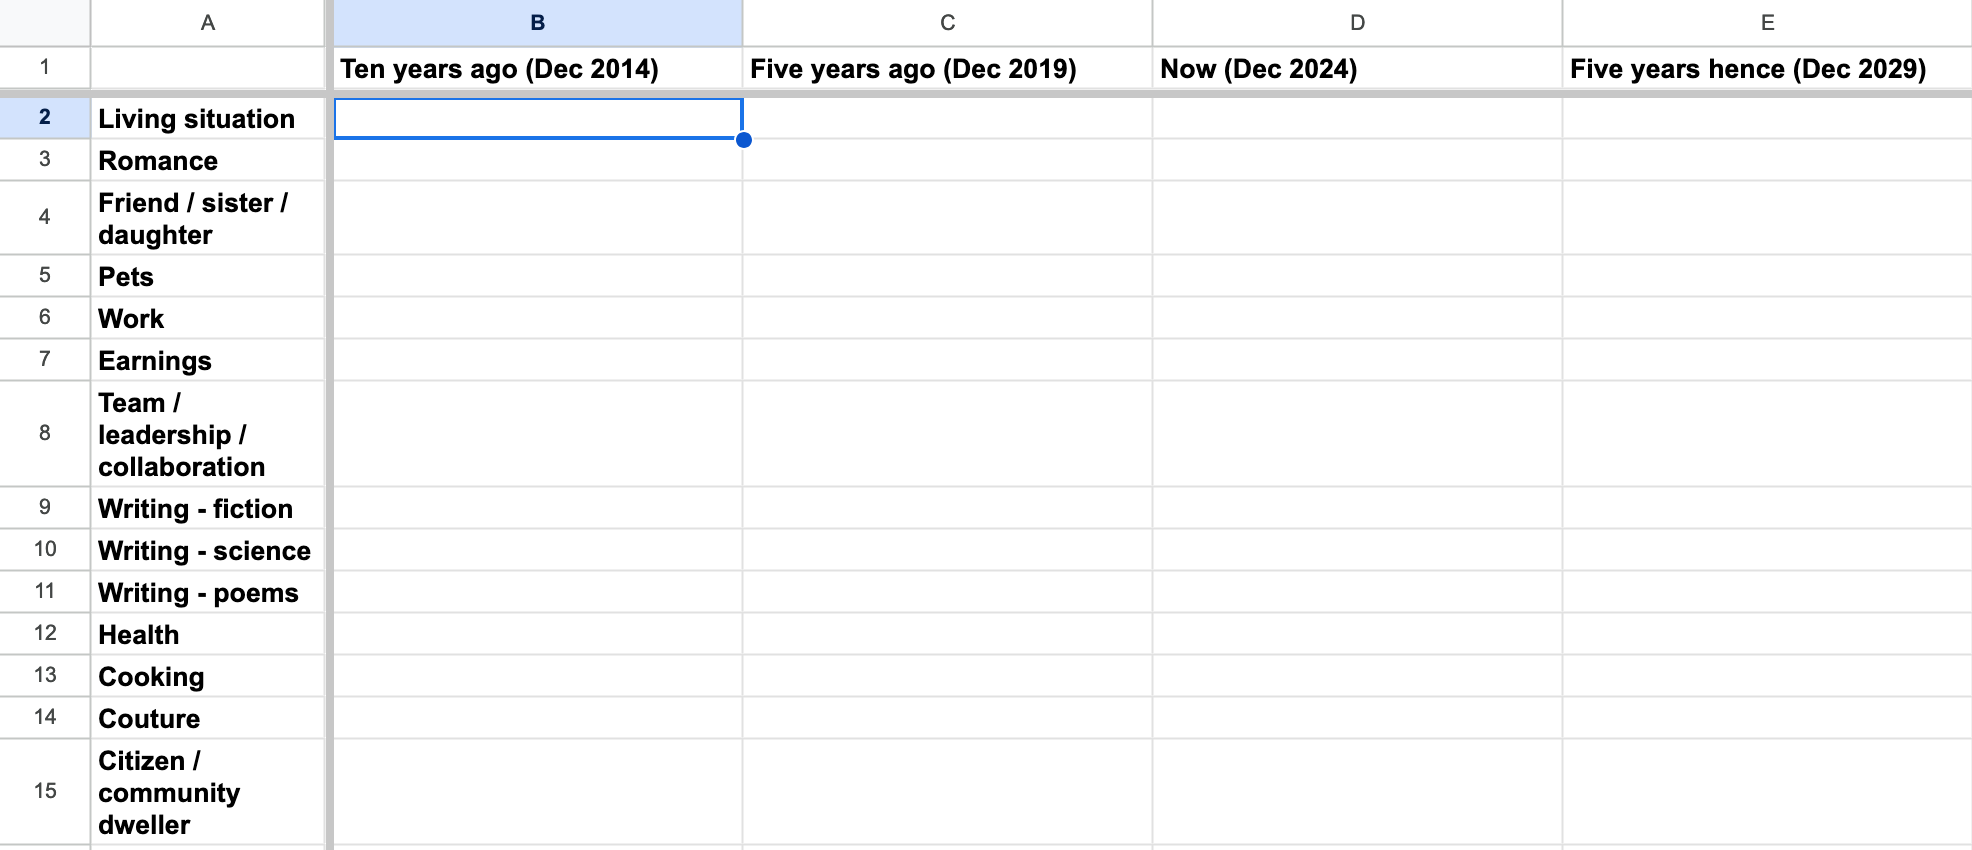 A B C D E
1 Ten years ago (Dec 2014) Five years ago (Dec 2019) Now (Dec 2024) Five years hence (Dec 2029)
2 Living situation
3 Romance
4 Friend / sister /
daughter
5 Pets
6 Work
7 Earnings
8 Team /
leadership /
collaboration
9 Writing - fiction
10 Writing - science
11 Writing - poems
12 Health
13 Cooking
14 Couture
15 Citizen /
community
dweller